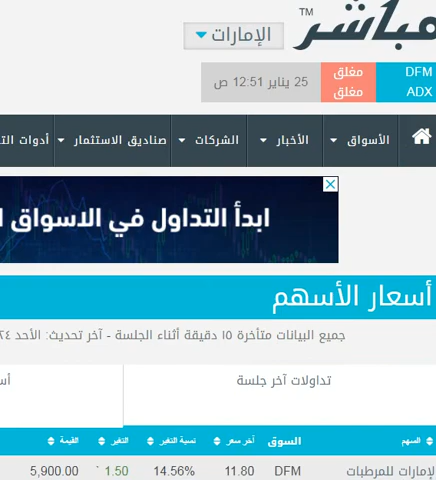 مباشر
TM
الإمارات
DFM مغلق
ADX مغلق
25 يناير 12:51 ص
الأسواق الأخبار الشركات صناديق الاستثمار أدوات
ابدأ التداول في الاسواق
أسعار الأسهم
جميع البيانات متأخرة ١٥ دقيقة أثناء الجلسة - آخر تحديث: الأحد
تداولات آخر جلسة
السهم السوق آخر سعر نسبة التغير التغير القيمة
الإمارات للمرطبات DFM 11.80 14.56% 1.50 5,900.00